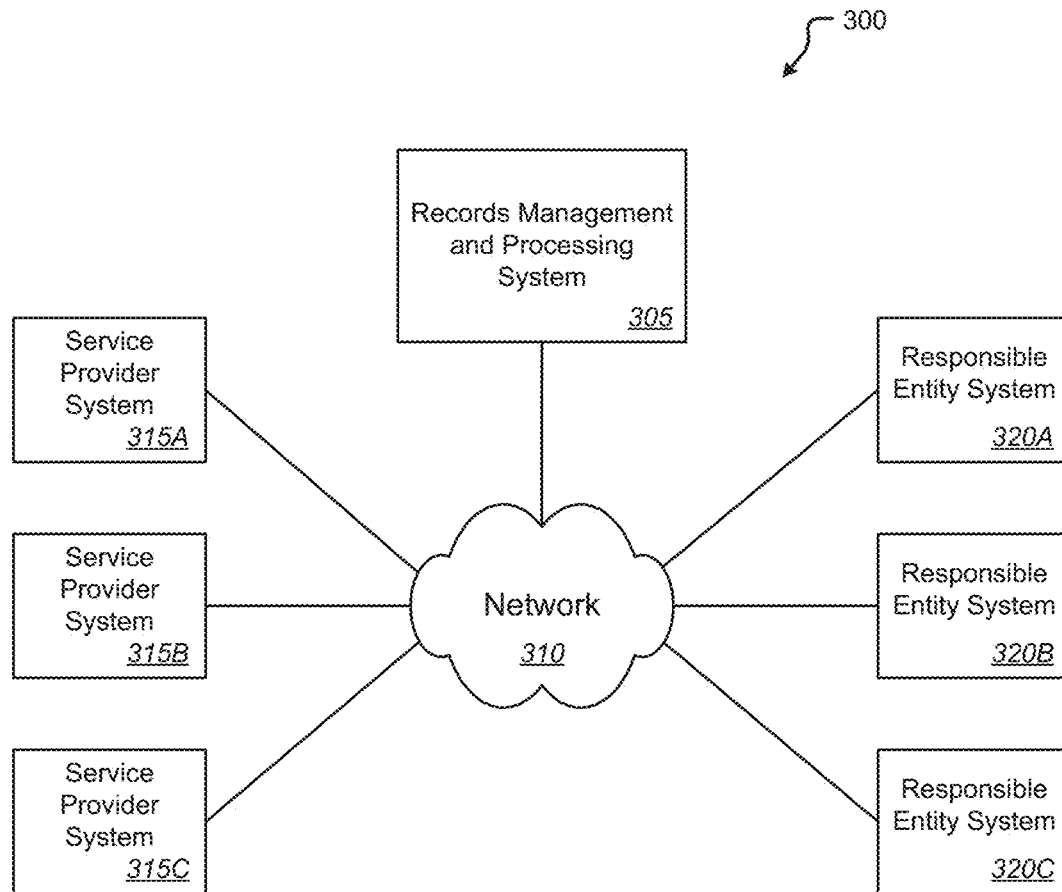 300
Records Management
and Processing
System
305
Service
Provider
System
315A
Responsible
Entity System
320A
Service
Provider
System
315B
Network
310
Responsible
Entity System
320B
Service
Provider
System
315C
Responsible
Entity System
320C